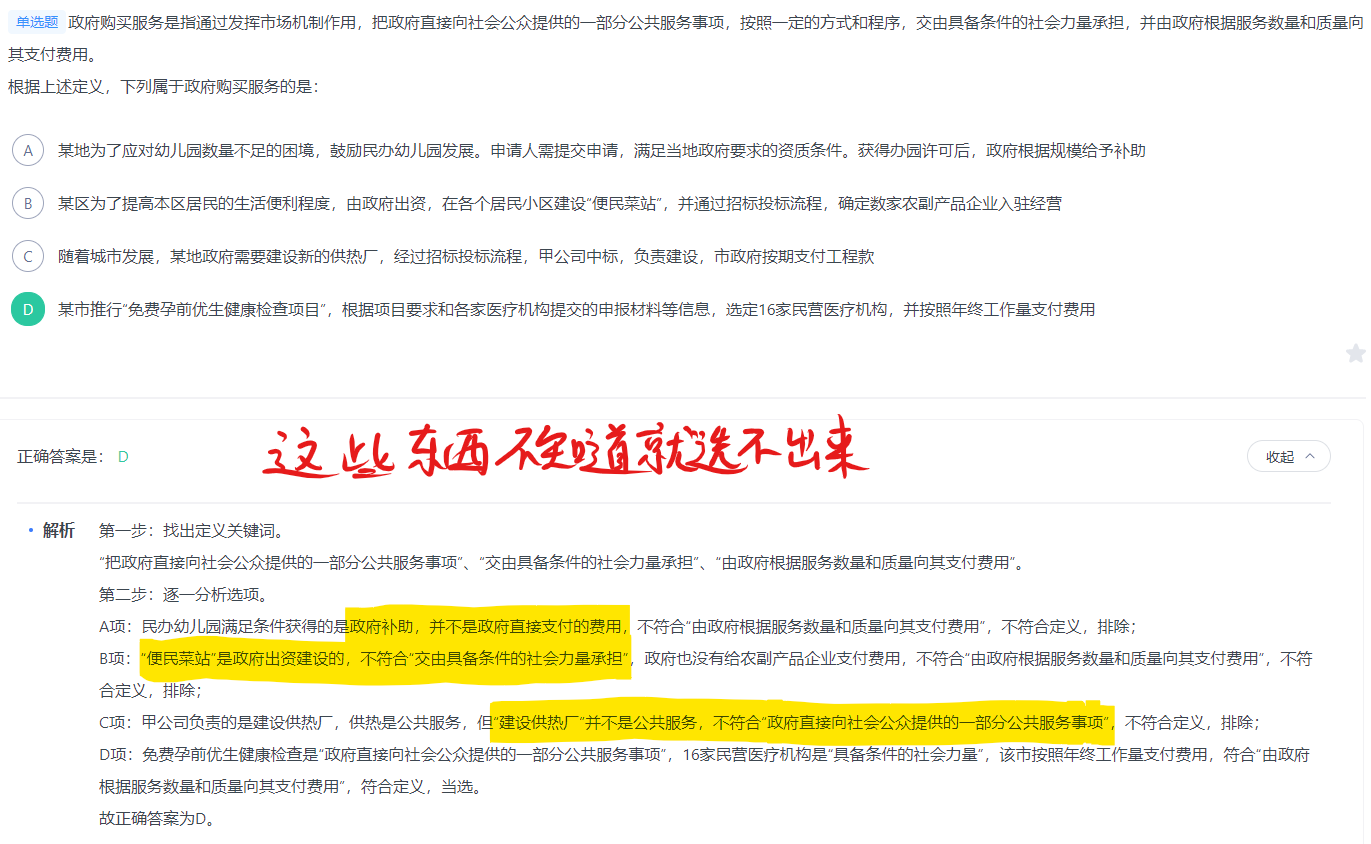 单选题 政府购买服务是指通过发挥市场机制作用，把政府直接向社会公众提供的一部分公共服务事项，按照一定的方式和程序，交由具备条件的社会力量承担，并由政府根据服务数量和质量向
其支付费用。
根据上述定义，下列属于政府购买服务的是：
A 某地为了应对幼儿园数量不足的困境，鼓励民办幼儿园发展。申请人需提交申请，满足当地政府要求的资质条件。获得办园许可后，政府根据规模给予补助
B 某区为了提高本区居民的生活便利程度，由政府出资，在各个居民小区建设“便民菜站”，并通过招标投标流程，确定数家农副产品企业入驻经营
C 随着城市发展，某地政府需要建设新的供热厂，经过招标投标流程，甲公司中标，负责建设，市政府按期支付工程款
D 某市推行“免费孕前优生健康检查项目”，根据项目要求和各家医疗机构提交的申报材料等信息，选定16家民营医疗机构，并按照年终工作量支付费用
这些东西不知道就选不出来
正确答案是： D
收起
解析 第一步：找出定义关键词。
“把政府直接向社会公众提供的一部分公共服务事项”、“交由具备条件的社会力量承担”、“由政府根据服务数量和质量向其支付费用”。
第二步：逐一分析选项。
A项：民办幼儿园满足条件获得的是政府补助，并不是政府直接支付的费用，不符合“由政府根据服务数量和质量向其支付费用”，不符合定义，排除；
B项：“便民菜站”是政府出资建设的，不符合“交由具备条件的社会力量承担”，政府也没有给农副产品企业支付费用，不符合“由政府根据服务数量和质量向其支付费用”，不符
合定义，排除；
C项：甲公司负责的是建设供热厂，供热是公共服务，但“建设供热厂”并不是公共服务，不符合“政府直接向社会公众提供的一部分公共服务事项”，不符合定义，排除；
D项：免费孕前优生健康检查是“政府直接向社会公众提供的一部分公共服务事项”，16家民营医疗机构是“具备条件的社会力量”，该市按照年终工作量支付费用，符合“由政府
根据服务数量和质量向其支付费用”，符合定义，当选。
故正确答案为D。